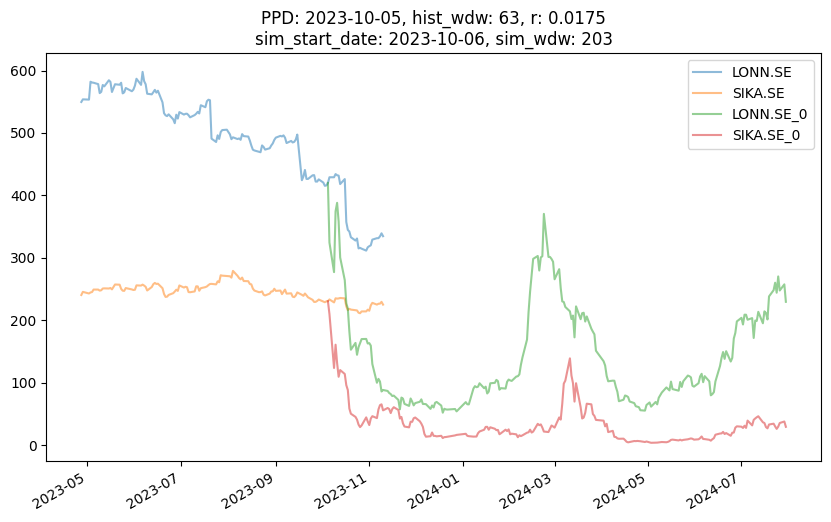 PPD: 2023-10-05, hist_wdw: 63, r: 0.0175
sim_start_date: 2023-10-06, sim_wdw: 203
LONN.SE
SIKA.SE
LONN.SE_0
SIKA.SE_0
600
500
400
300
200
100
0
2023-05
2023-07
2023-09
2023-11
2024-01
2024-03
2024-05
2024-07